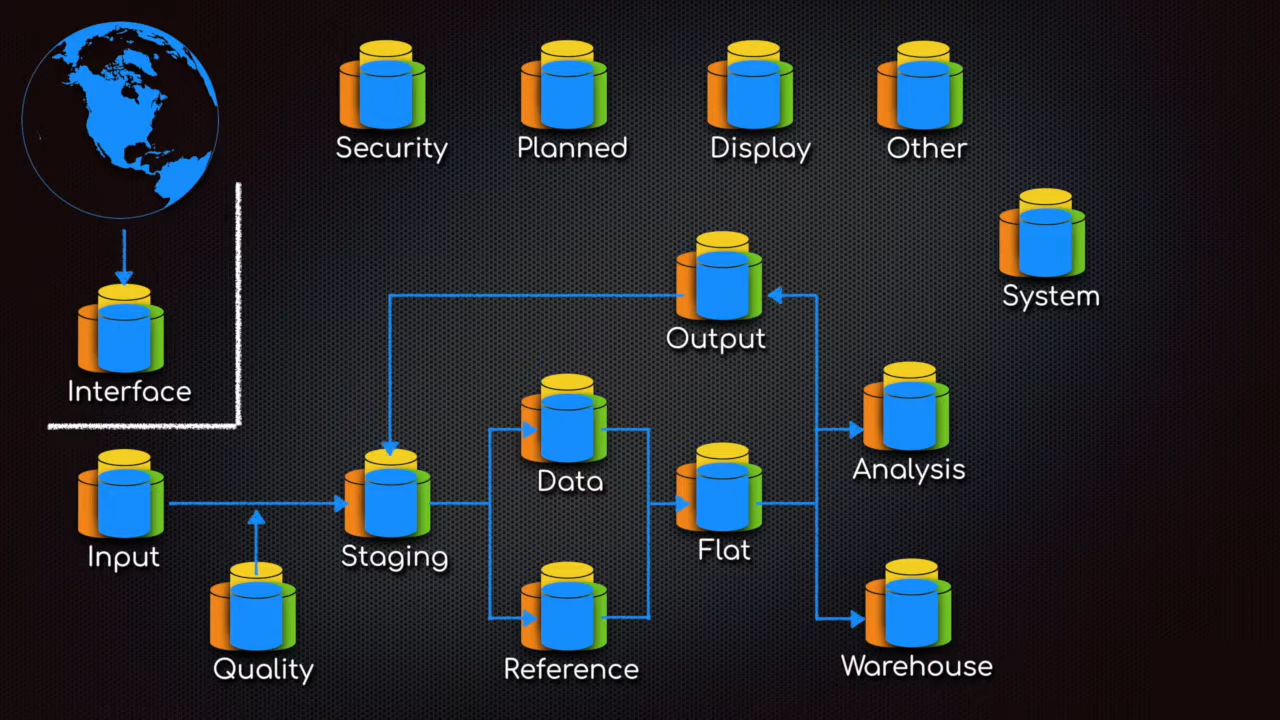 Security
Planned
Display
Other
System
Output
Interface
Data
Analysis
Input
Staging
Flat
Quality
Reference
Warehouse